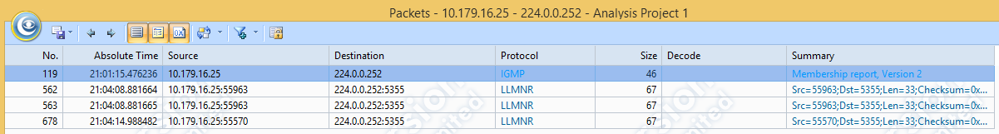 Packets - 10.179.16.25 - 224.0.0.252 - Analysis Project 1
No. Absolute Time Source Destination Protocol Size Decode Summary
119 21:01:15.476236 10.179.16.25 224.0.0.252 IGMP 46 Membership report, Version 2
562 21:04:08.881664 10.179.16.25:55963 224.0.0.252:5355 LLMNR 67 Src=55963;Dst=5355;Len=33;Checksum=0x...
563 21:04:08.881665 10.179.16.25:55963 224.0.0.252:5355 LLMNR 67 Src=55963;Dst=5355;Len=33;Checksum=0x...
678 21:04:14.988482 10.179.16.25:55570 224.0.0.252:5355 LLMNR 67 Src=55570;Dst=5355;Len=33;Checksum=0x...